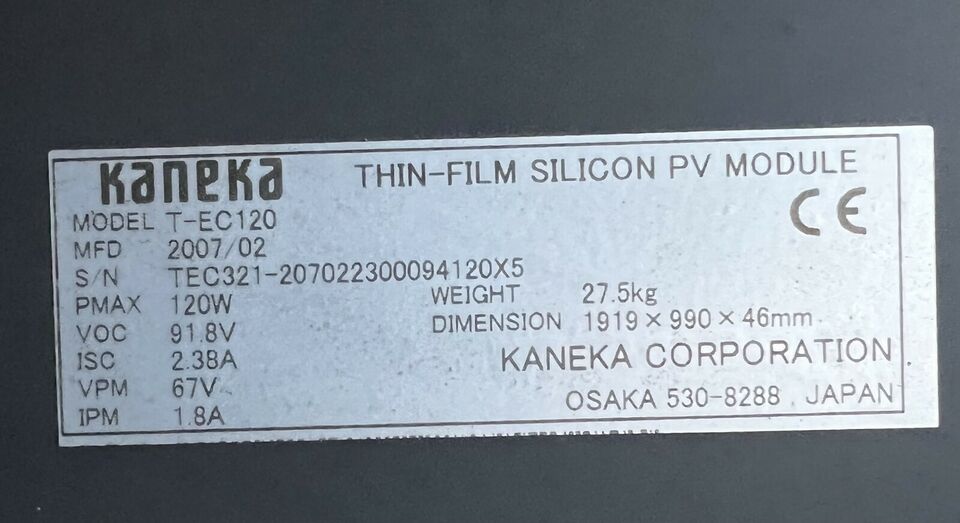 KANEKA THIN-FILM SILICON PV MODULE
CE
MODEL T-EC120
MFD 2007/02
S/N TEC321-207022300094120X5
PMAX 120W WEIGHT 27.5kg
VOC 91.8V DIMENSION 1919×990×46mm
ISC 2.38A KANEKA CORPORATION
VPM 67V
IPM 1.8A OSAKA 530-8288 JAPAN